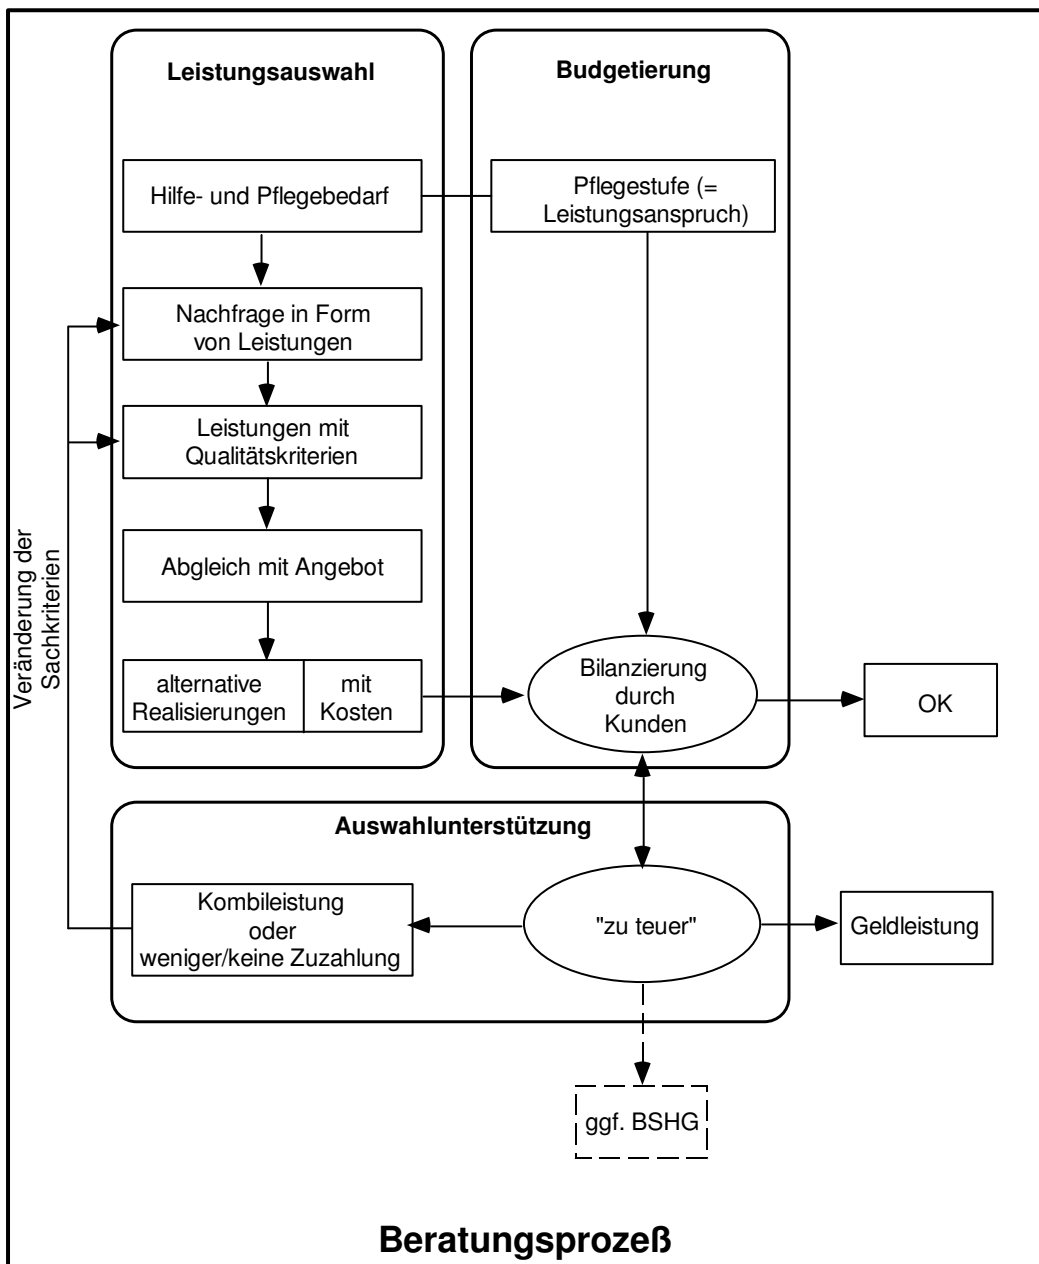 Leistungsauswahl
Budgetierung
Hilfe- und Pflegebedarf
Pflegestufe (=
Leistungsanspruch)
Nachfrage in Form
von Leistungen
Leistungen mit
Qualitätskriterien
Abgleich mit Angebot
alternative
Realisierungen
mit
Kosten
Bilanzierung
durch
Kunden
OK
Veränderung der
Sachkriterien
Auswahlunterstützung
Kombileistung
oder
weniger/keine Zuzahlung
"zu teuer"
Geldleistung
ggf. BSHG
Beratungsprozeß